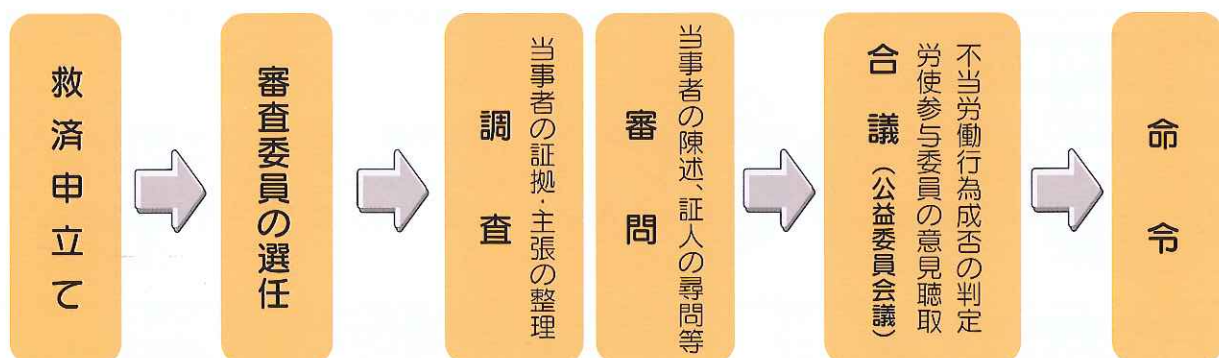 救済申立て
審査委員の選任
当事者の証拠・主張の整理
調査
当事者の陳述、証人の尋問等
審問
不当労働行為成否の判定
労使参与委員の意見聴取
合議（公益委員会議）
命令